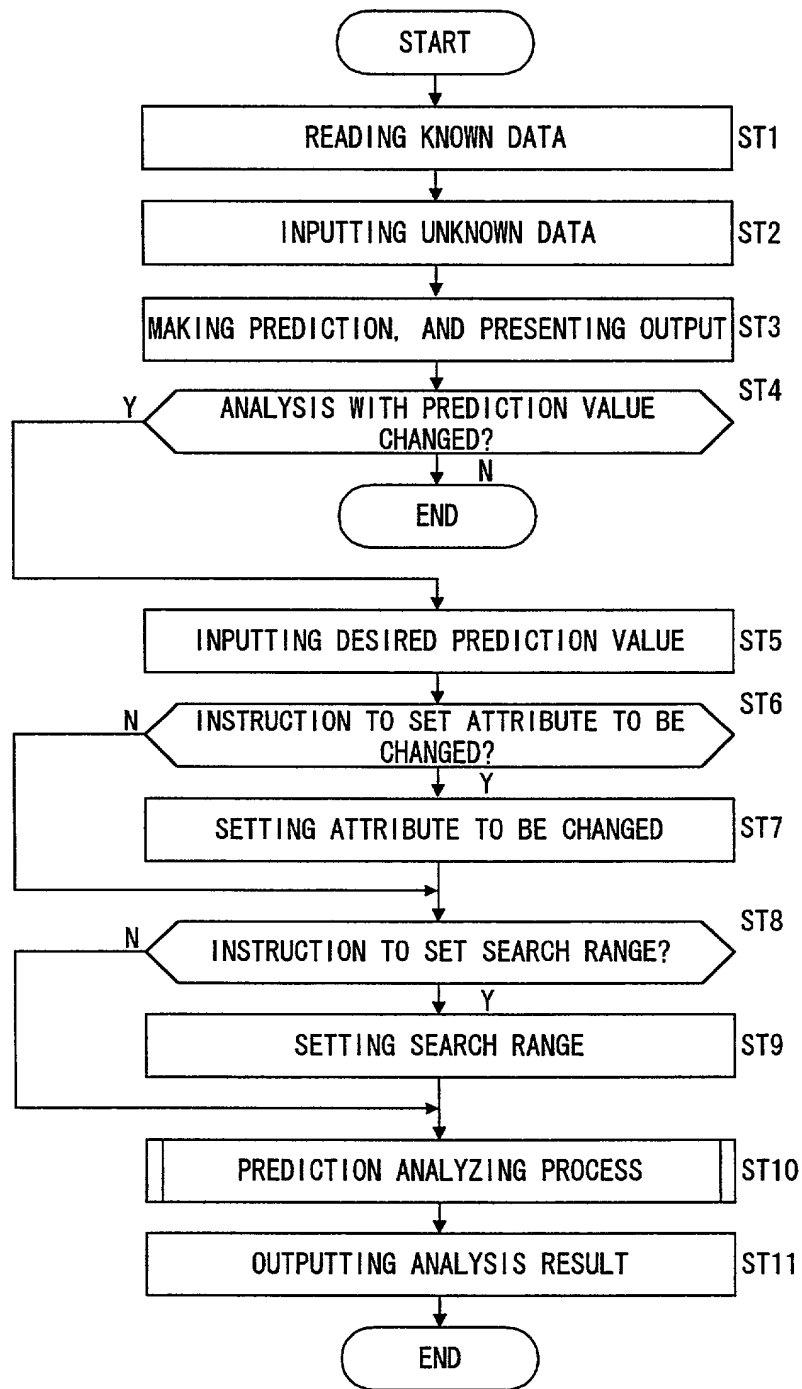 START
READING KNOWN DATA ST1
INPUTTING UNKNOWN DATA ST2
MAKING PREDICTION, AND PRESENTING OUTPUT ST3
ST4
Y
ANALYSIS WITH PREDICTION VALUE
CHANGED?
N
END
INPUTTING DESIRED PREDICTION VALUE ST5
ST6
N
INSTRUCTION TO SET ATTRIBUTE TO BE
CHANGED?
Y
SETTING ATTRIBUTE TO BE CHANGED ST7
ST8
N
INSTRUCTION TO SET SEARCH RANGE?
Y
SETTING SEARCH RANGE ST9
PREDICTION ANALYZING PROCESS ST10
OUTPUTTING ANALYSIS RESULT ST11
END